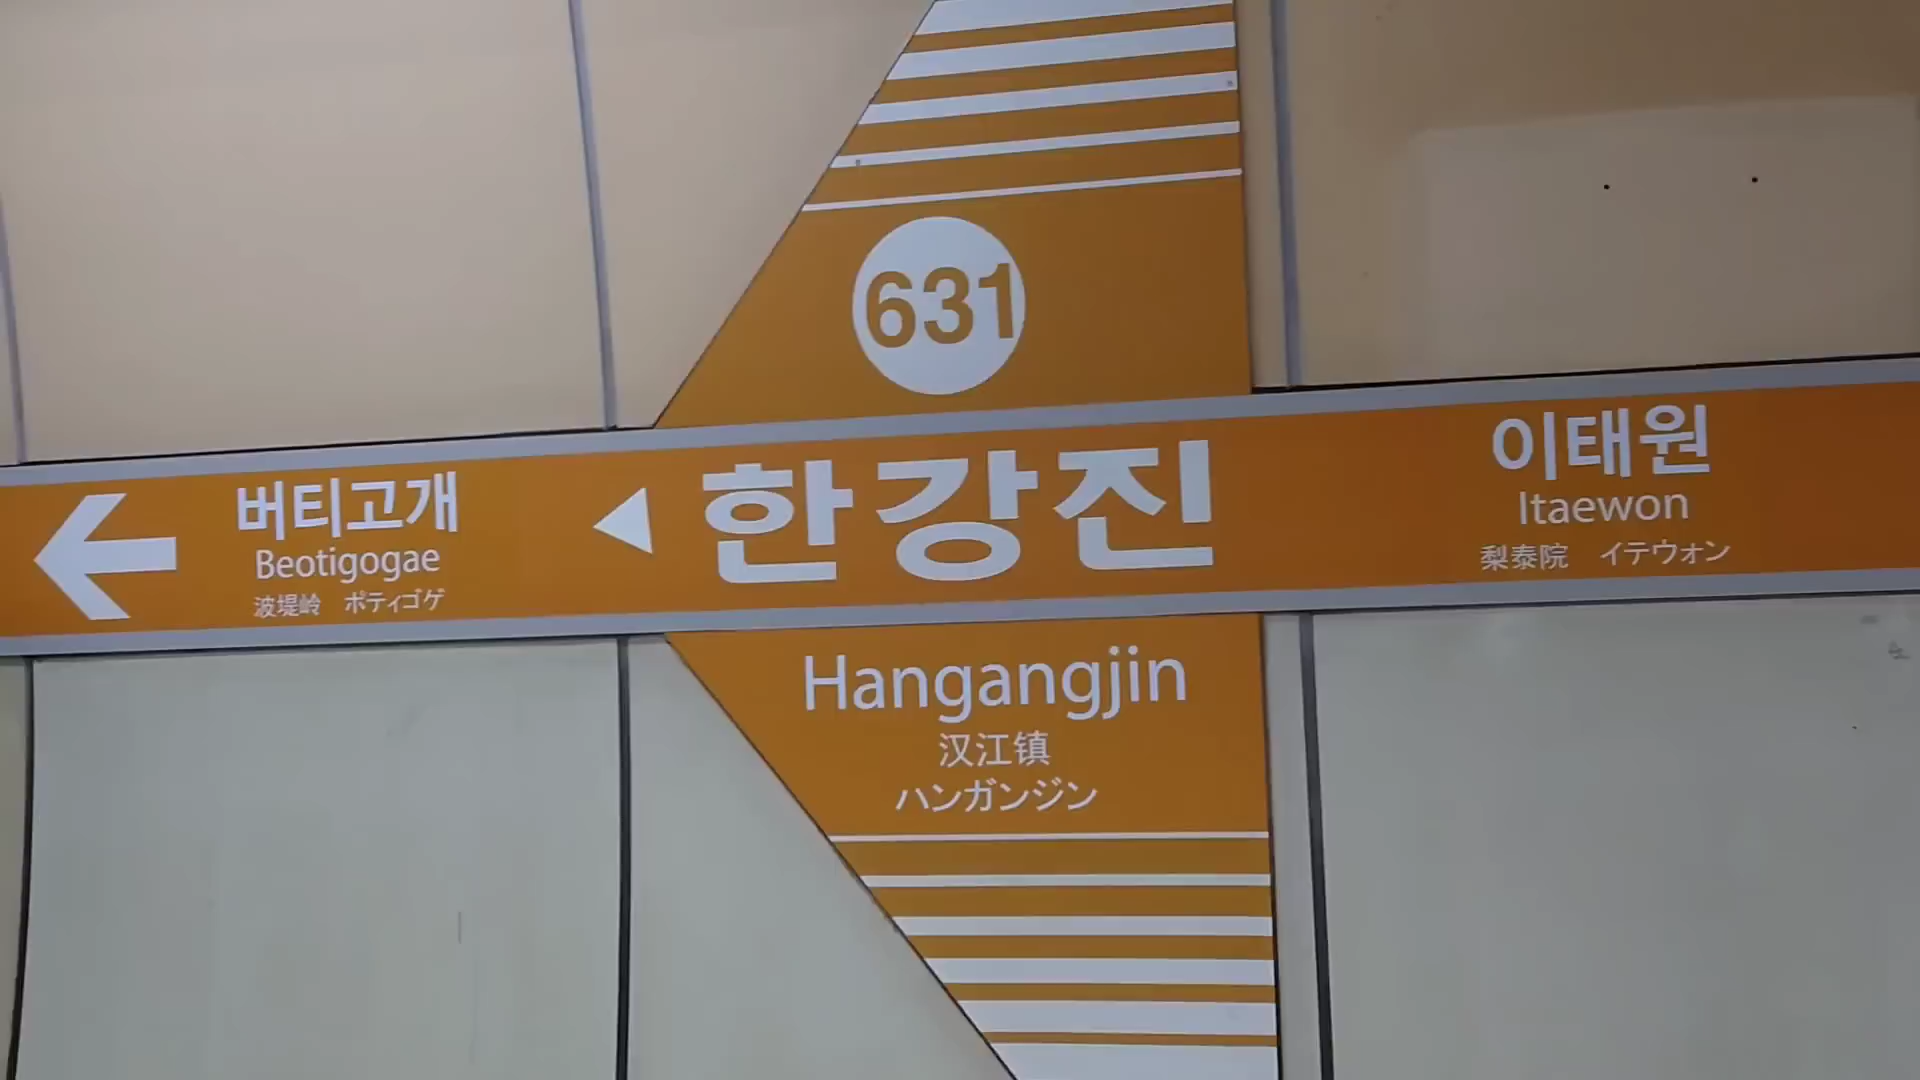 631
버티고개
Beotigogae
波堤岭 ポティゴゲ
한강진
이태원
Itaewon
梨泰院 イテウォン
Hangangjin
汉江镇
ハンガンジン